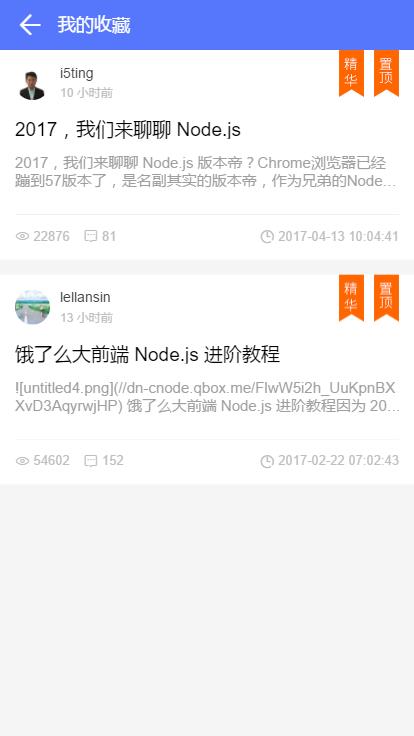 我的收藏
i5ting
10 小时前
精华
置顶
2017，我们来聊聊 Node.js
2017，我们来聊聊 Node.js 版本帝？Chrome浏览器已经
蹦到57版本了，是名副其实的版本帝，作为兄弟的Node...
22876 81 2017-04-13 10:04:41
lellansin
13 小时前
精华
置顶
饿了么大前端 Node.js 进阶教程
![untitled4.png](//dn-cnode.qbox.me/FlwW5i2h_UuKpnBX
XvD3AqyrwjHP) 饿了么大前端 Node.js 进阶教程因为 20...
54602 152 2017-02-22 07:02:43